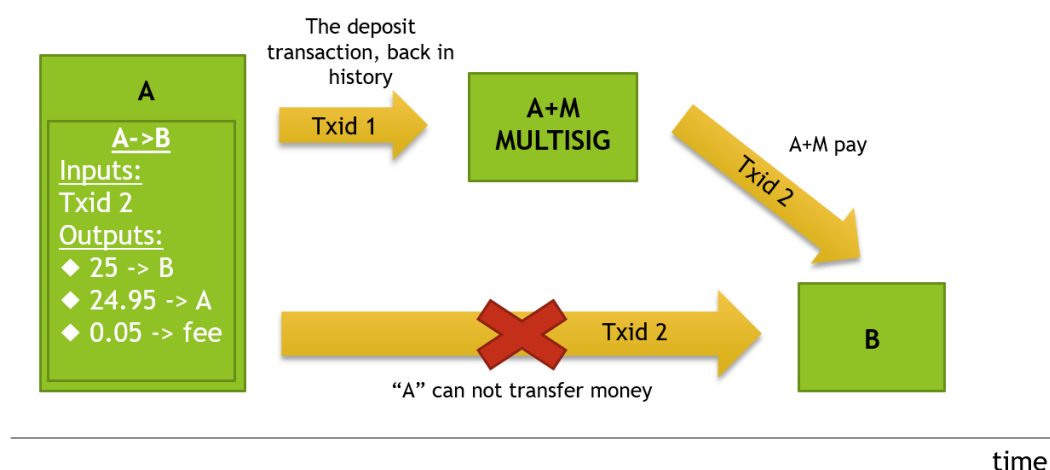 The deposit
transaction, back in
history
A
A->B
Inputs:
Txid 2
Outputs:
◆ 25 -> B
◆ 24.95 -> A
◆ 0.05 -> fee
Txid 1
A+M
MULTISIG
A+M pay
Txid 2
Txid 2
B
“A” can not transfer money
time